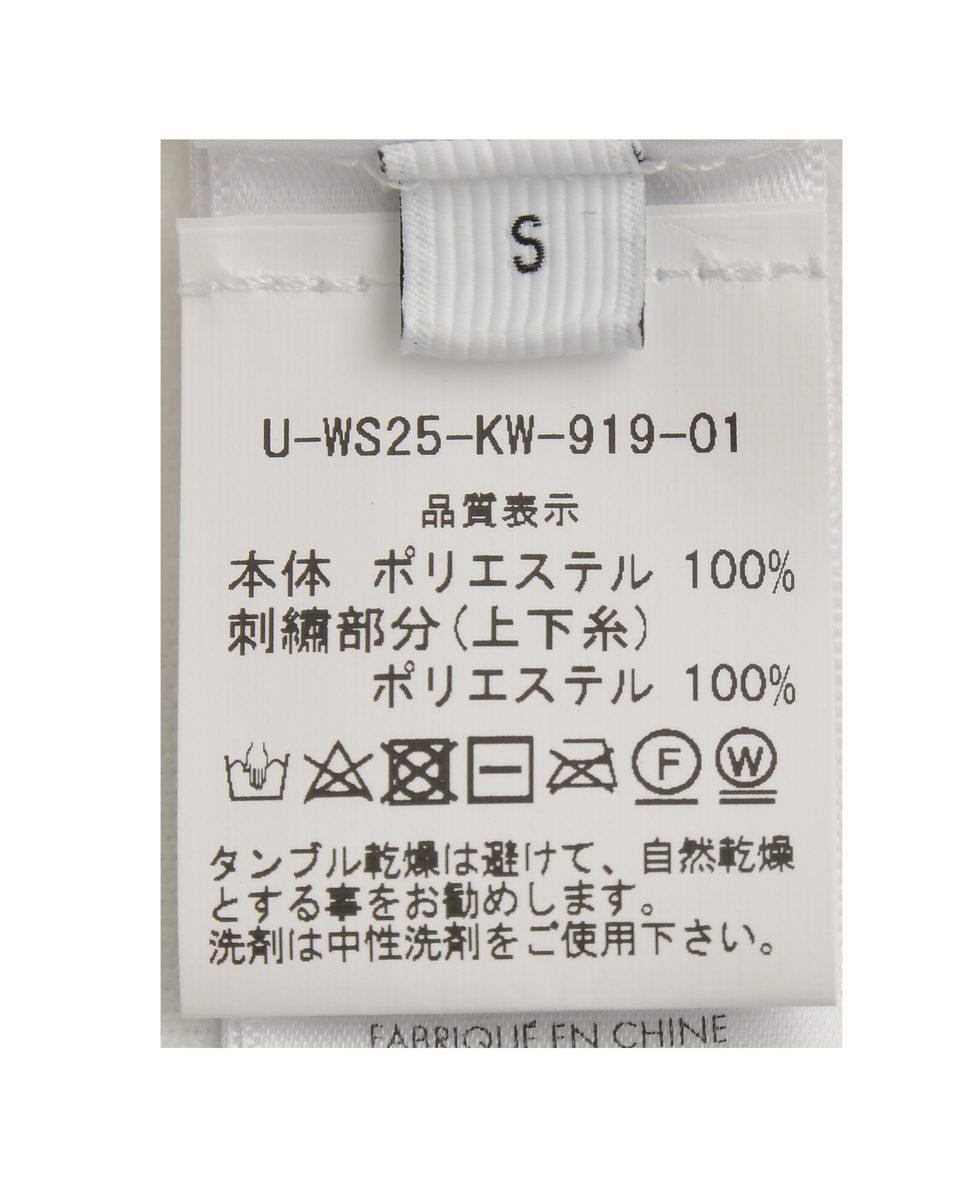 S
U-WS25-KW-919-01
品質表示
本体 ポリエステル 100%
刺繍部分(上下糸)
ポリエステル 100%
F W
タンブル乾燥は避けて、自然乾燥
とする事をお勧めします。
洗剤は中性洗剤をご使用下さい。
FABRIQUÉ EN CHINE